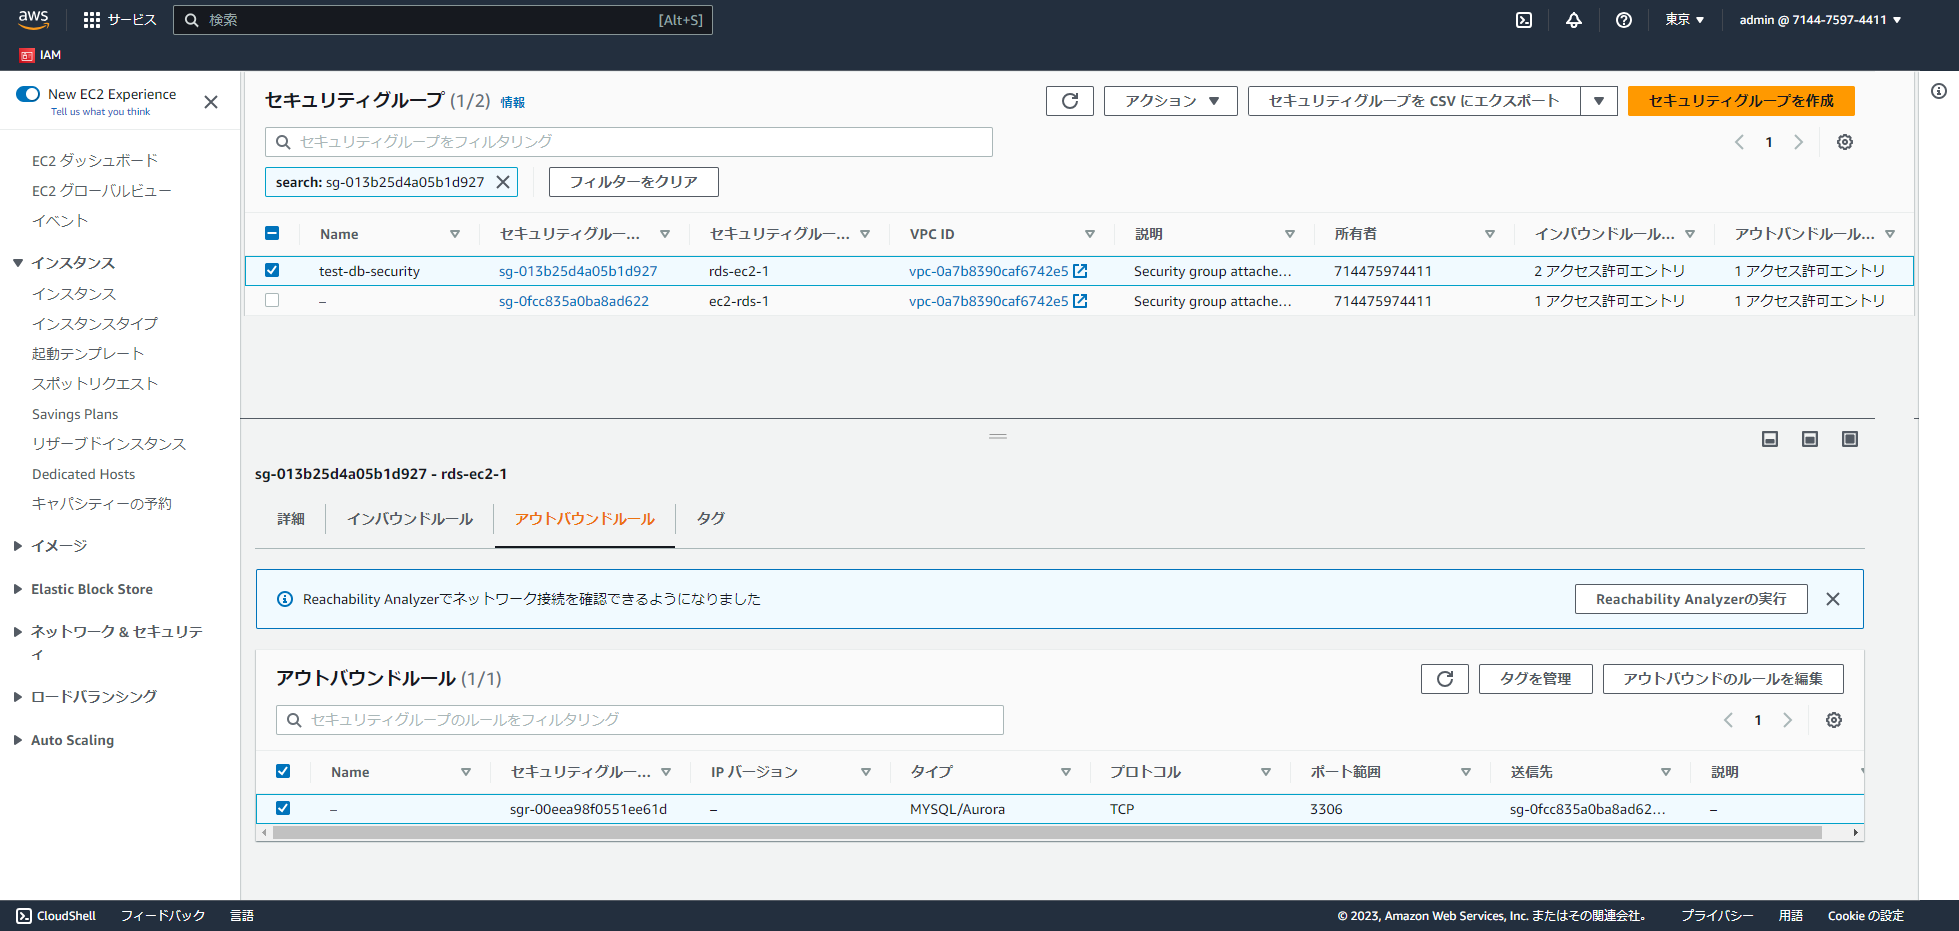 aws サービス 検索 [Alt+S] 東京 ▼ admin @ 7144-7597-4411 ▼
IAM
New EC2 Experience
Tell us what you think
EC2 ダッシュボード
EC2 グローバルビュー
イベント
インスタンス
インスタンス
インスタンスタイプ
起動テンプレート
スポットリクエスト
Savings Plans
リザーブドインスタンス
Dedicated Hosts
キャパシティーの予約
イメージ
Elastic Block Store
ネットワーク & セキュリテ
ィ
ロードバランシング
Auto Scaling
セキュリティグループ (1/2) 情報
アクション ▼ セキュリティグループを CSV にエクスポート ▼ セキュリティグループを作成
セキュリティグループをフィルタリング
1
search: sg-013b25d4a05b1d927 フィルターをクリア
Name セキュリティグルー... セキュリティグルー... VPC ID 説明 所有者 インバウンドルール... アウトバンドルール...
test-db-security sg-013b25d4a05b1d927 rds-ec2-1 vpc-0a7b8390caf6742e5 Security group attache... 714475974411 2 アクセス許可エントリ 1 アクセス許可エントリ
– sg-0fcc835a0ba8ad622 ec2-rds-1 vpc-0a7b8390caf6742e5 Security group attache... 714475974411 1 アクセス許可エントリ 1 アクセス許可エントリ
sg-013b25d4a05b1d927 - rds-ec2-1
詳細 インバウンドルール アウトバウンドルール タグ
Reachability Analyzerでネットワーク接続を確認できるようになりました Reachability Analyzerの実行
アウトバウンドルール (1/1) タグを管理 アウトバウンドのルールを編集
セキュリティグループのルールをフィルタリング 1
Name セキュリティグルー... IP バージョン タイプ プロトコル ポート範囲 送信先 説明
– sgr-00eea98f0551ee61d – MYSQL/Aurora TCP 3306 sg-0fcc835a0ba8ad62... –
CloudShell フィードバック 言語 © 2023, Amazon Web Services, Inc. またはその関連会社。 プライバシー 用語 Cookie の設定